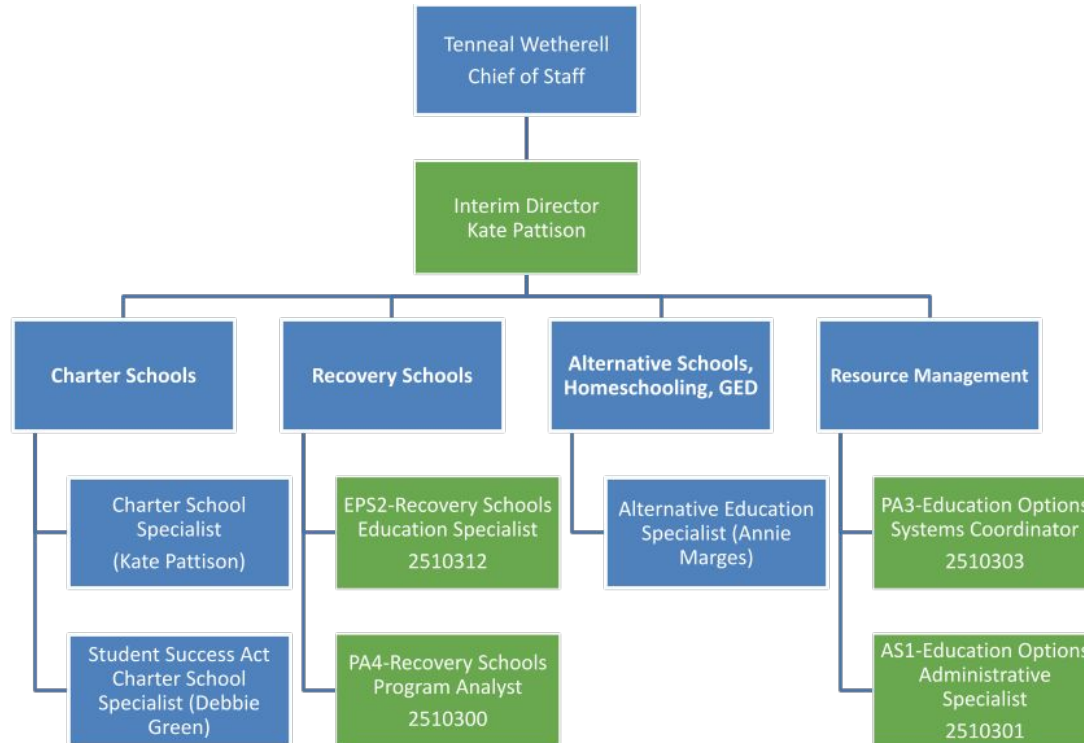 Tenneal Wetherell
Chief of Staff
Interim Director
Kate Pattison
Charter Schools
Recovery Schools
Alternative Schools,
Homeschooling, GED
Resource Management
Charter School
Specialist
(Kate Pattison)
EPS2-Recovery Schools
Education Specialist
2510312
Alternative Education
Specialist (Annie
Marges)
PA3-Education Options
Systems Coordinator
2510303
Student Success Act
Charter School
Specialist (Debbie
Green)
PA4-Recovery Schools
Program Analyst
2510300
AS1-Education Options
Administrative
Specialist
2510301